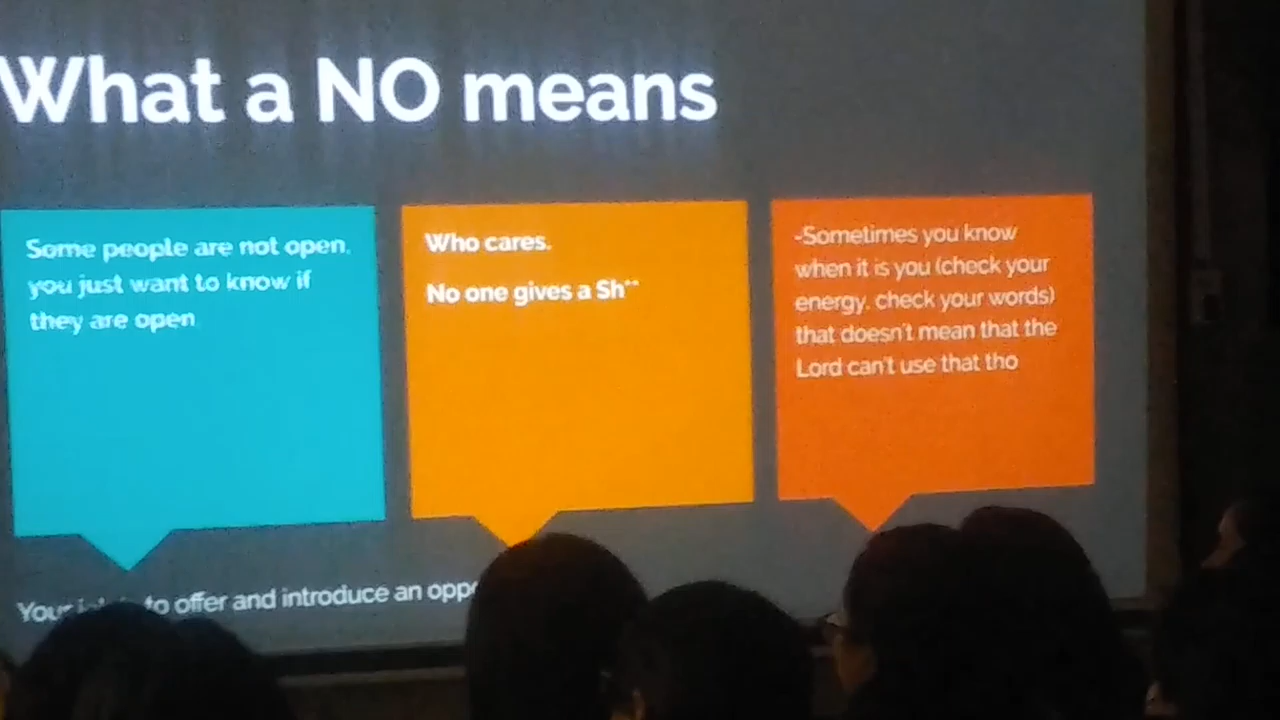 What a NO means
Some people are not open,
you just want to know if
they are open
Who cares.
No one gives a Sh**
-Sometimes you know
when it is you (check your
energy, check your words)
that doesn't mean that the
Lord can't use that tho
to offer and introduce an